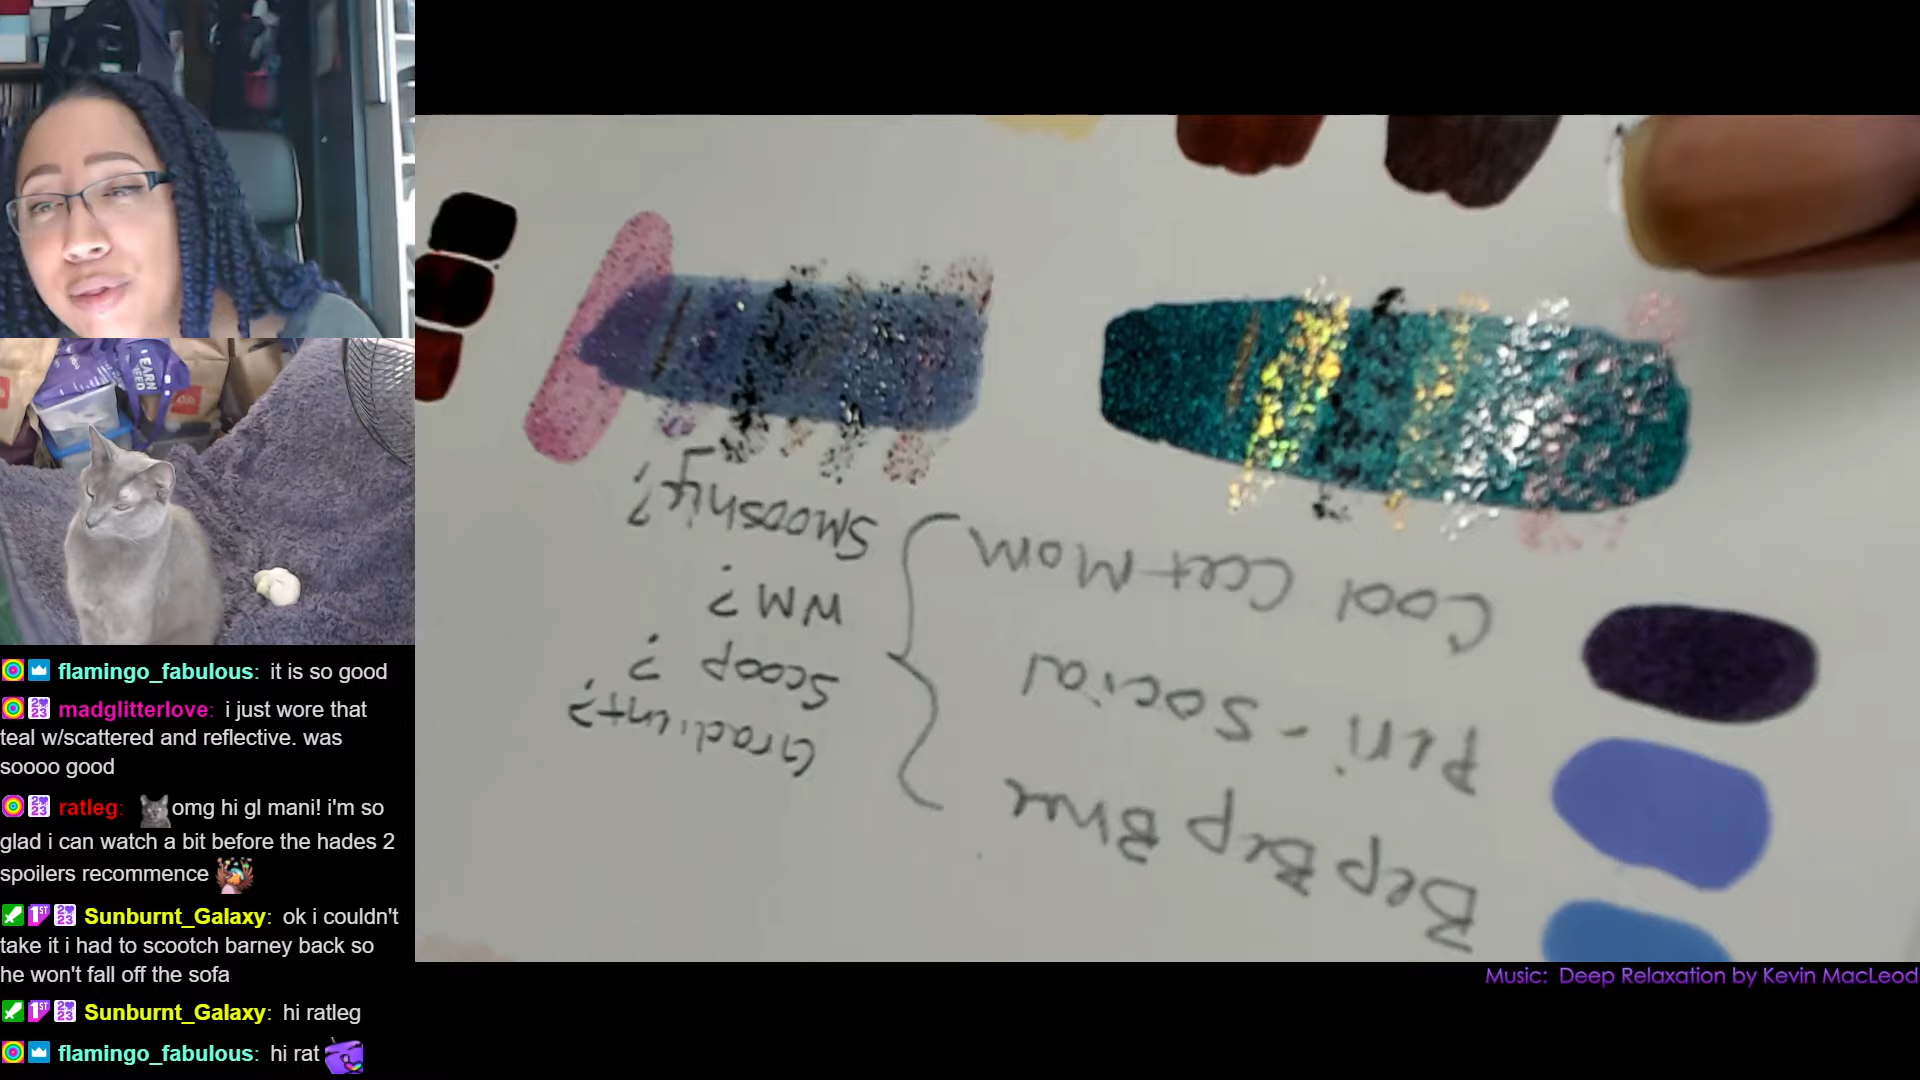 LEARN
flamingo_fabulous: it is so good
madglitterlove: i just wore that
teal w/scattered and reflective. was
soooo good
ratleg: omg hi gl mani! i'm so
glad i can watch a bit before the hades 2
spoilers recommence
Sunburnt_Galaxy: ok i couldn't
take it i had to scootch barney back so
he won't fall off the sofa
Sunburnt_Galaxy: hi ratleg
flamingo_fabulous: hi rat
Bep Bep Blue
Peri-Social
Cool Cat Mom
Gradiunt?
Scoop?
WM?
Smooshy?
Music: Deep Relaxation by Kevin MacLeod